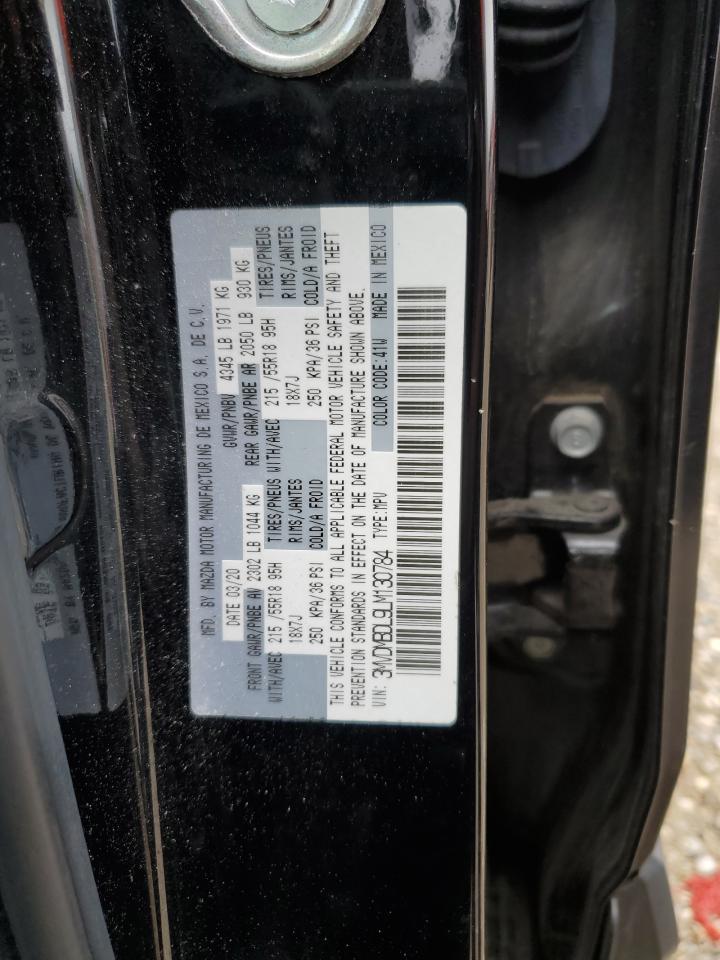 MFD. BY MAZDA MOTOR MANUFACTURING DE MEXICO S.A. DE C.V.
DATE 03/20 GVWR/PNBV 4345 LB 1971 KG
FRONT GAWR/PNBE AV 2302 LB 1044 KG REAR GAWR/PNBE AR 2050 LB 930 KG
WITH/AVEC 215 /55R18 95H TIRES/PNEUS WITH/AVEC 215 /55R18 95H TIRES/PNEUS
18X7J RIMS/JANTES 18X7J RIMS/JANTES
250 KPA/36 PSI COLD/A FROID 250 KPA/36 PSI COLD/A FROID
THIS VEHICLE CONFORMS TO ALL APPLICABLE FEDERAL MOTOR VEHICLE SAFETY AND THEFT
PREVENTION STANDARDS IN EFFECT ON THE DATE OF MANUFACTURE SHOWN ABOVE.
VIN: 3MVDMBDL9LM130784 TYPE:MPV COLOR CODE:41W MADE IN MEXICO